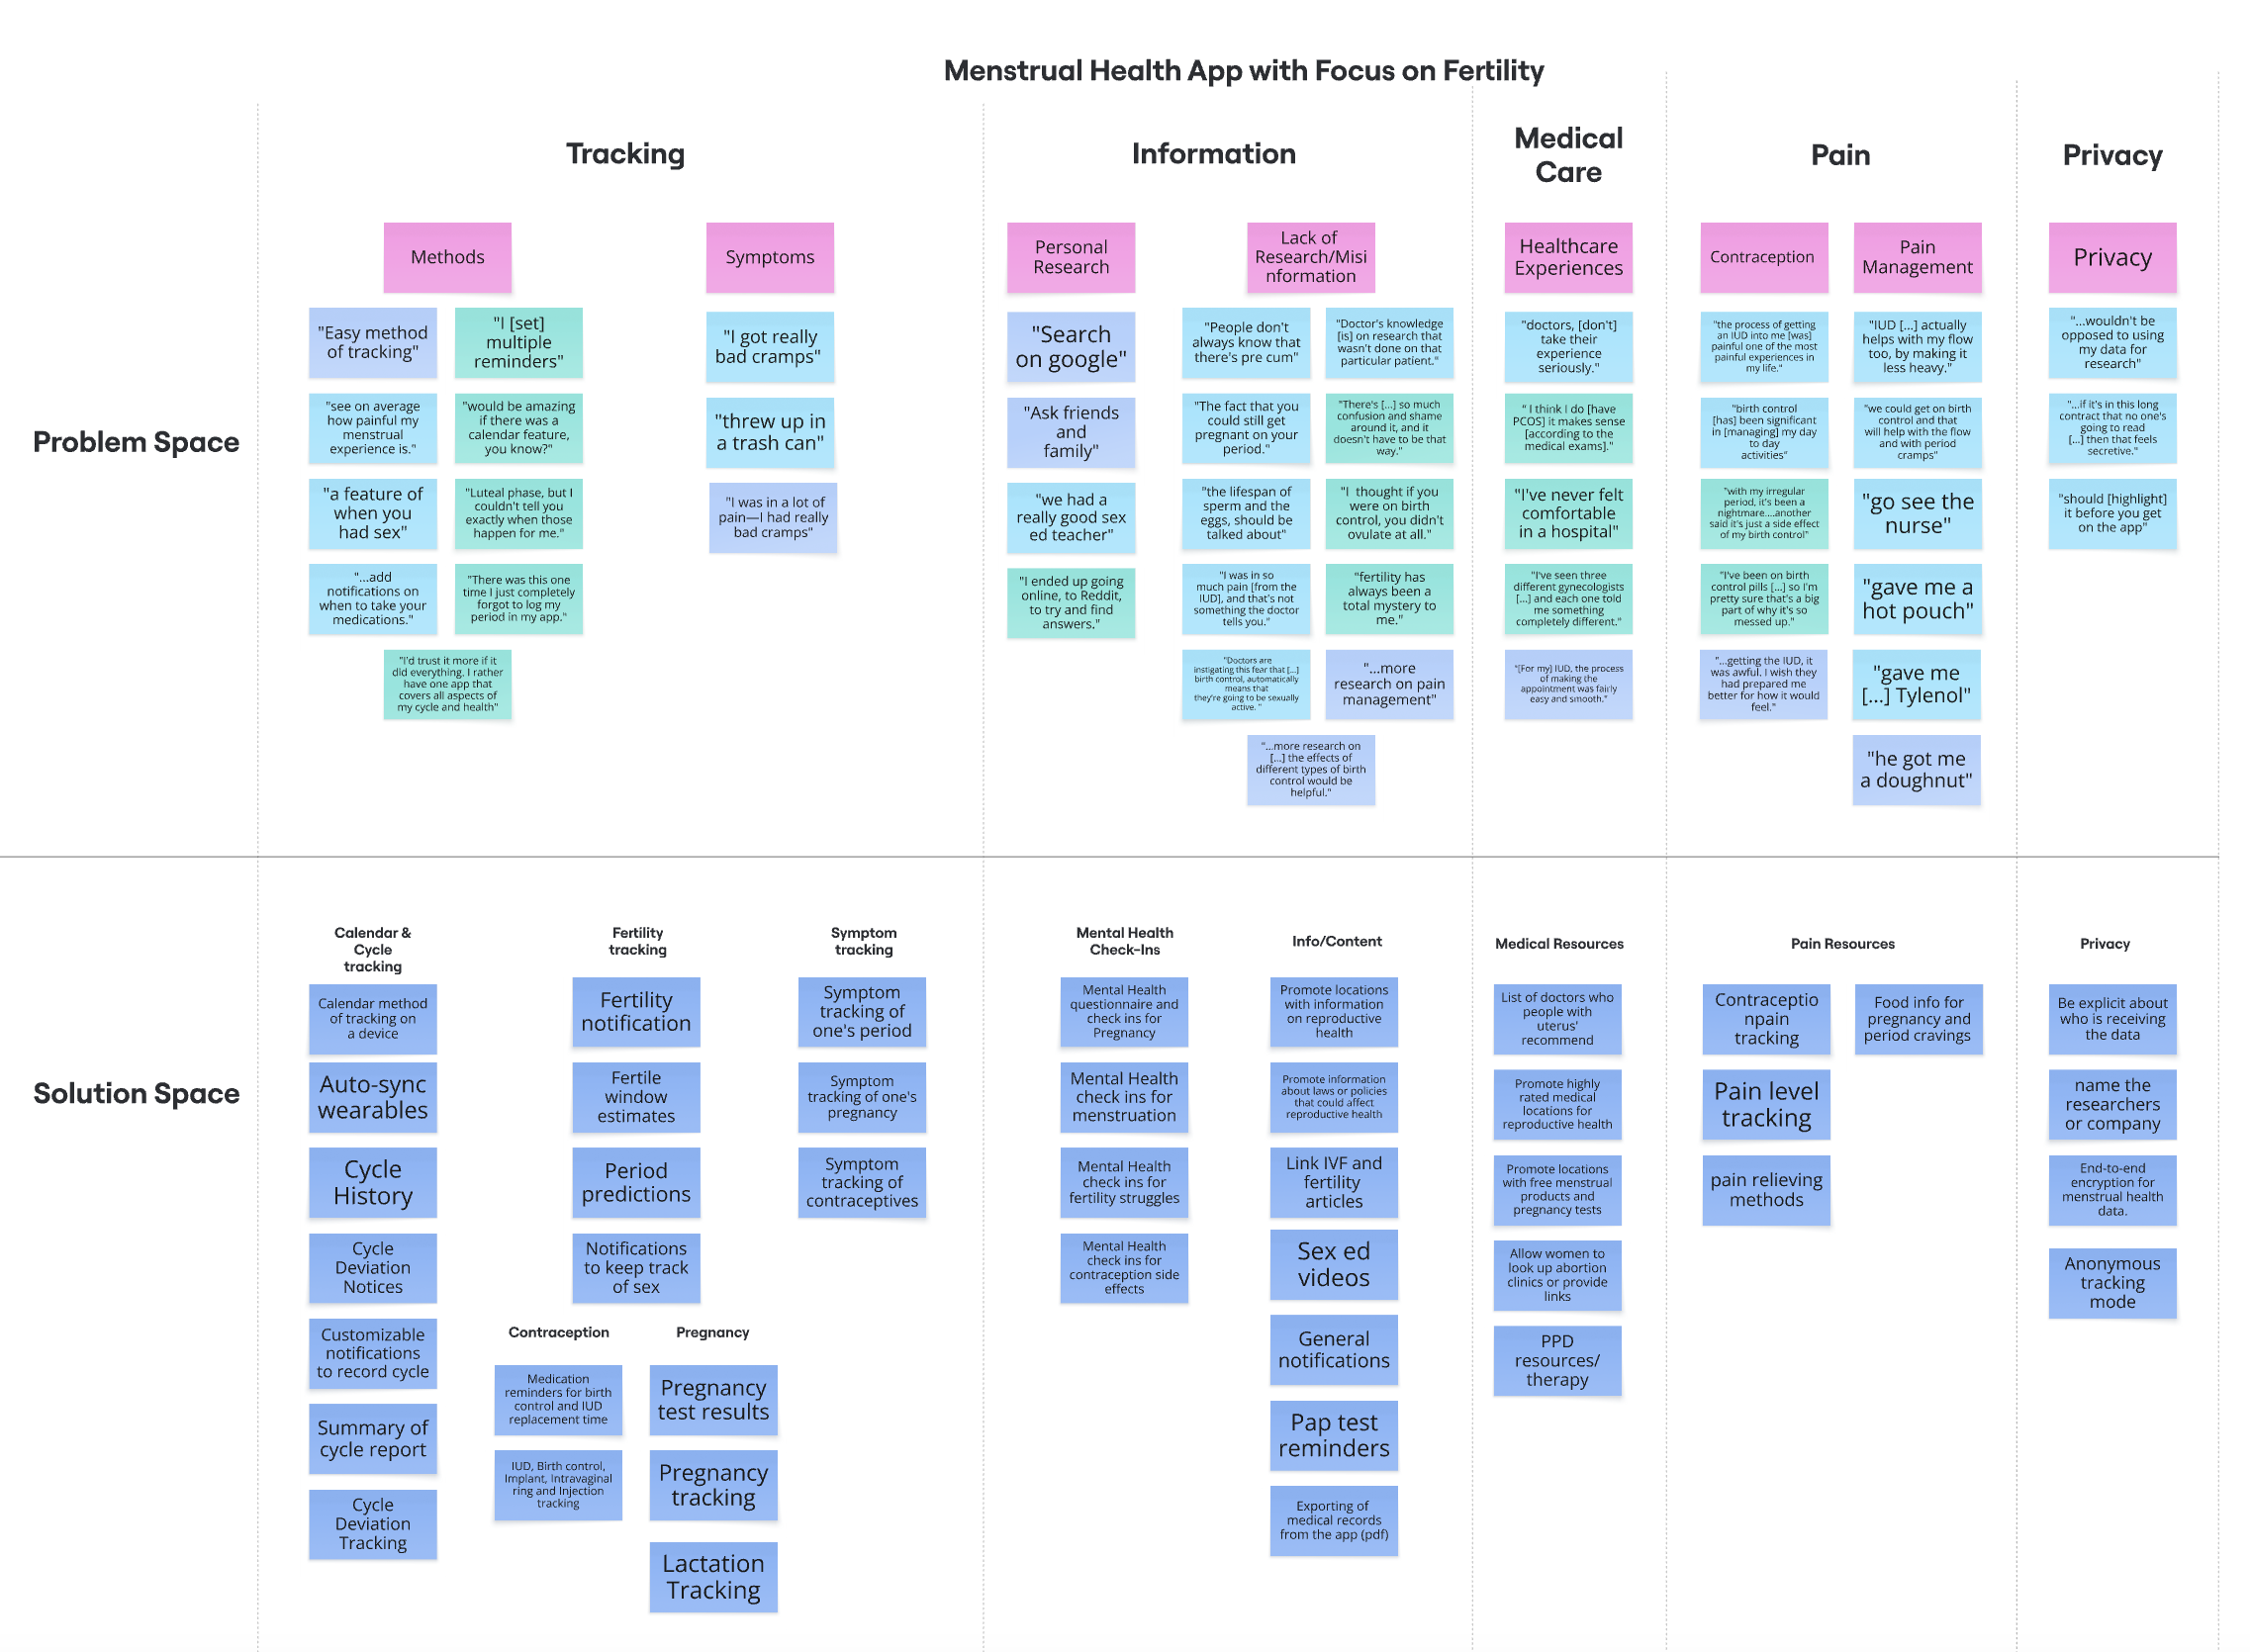 Menstrual Health App with Focus on Fertility
Tracking
Information
Medical
Care
Pain
Privacy
Problem Space
Methods
"Easy method
of tracking"
"I [set]
multiple
reminders"
"see on average
how painful my
menstrual
experience is."
"would be amazing
if there was a
calendar feature,
you know?"
"a feature of
when you
had sex"
"Luteal phase, but I
couldn't tell you
exactly when those
happen for me."
"...add
notifications on
when to take your
medications."
"There was this one
time I just completely
forgot to log my
period in my app."
"I'd trust it more if it
did everything. I rather
have one app that
covers all aspects of
my cycle and health"
Symptoms
"I got really
bad cramps"
"threw up in
a trash can"
"I was in a lot of
pain—I had really
bad cramps"
Personal
Research
"Search
on google"
"Ask friends
and
family"
"we had a
really good sex
ed teacher"
"I ended up going
online, to Reddit,
to try and find
answers."
Lack of
Research/Misi
nformation
"People don't
always know that
there's pre cum"
"Doctor's knowledge
[is] on research that
wasn't done on that
particular patient."
"The fact that you
could still get
pregnant on your
period."
"There's [...] so much
confusion and shame
around it, and it
doesn't have to be that
way."
"the lifespan of
sperm and the
eggs, should be
talked about"
"I  thought if you
were on birth
control, you didn't
ovulate at all."
"I was in so
much pain [from the
IUD], and that's not
something the doctor
tells you."
"fertility has
always been a
total mystery to
me."
"Doctors are
instigating this fear that [...]
birth control, automatically
means that
they're going to be sexually
active. "
"...more
research on pain
management"
"...more research on
[...] the effects of
different types of birth
control would be
helpful."
Healthcare
Experiences
"doctors, [don't]
take their
experience
seriously."
" I think I do [have
PCOS] it makes sense
[according to the
medical exams]."
"I've never felt
comfortable
in a hospital"
"I've seen three
different gynecologists
[...] and each one told
me something
completely different."
"[For my] IUD, the process
of making the
appointment was fairly
easy and smooth."
Contraception
"the process of getting
an IUD into me [was]
painful one of the most
painful experiences in
my life."
"birth control
[has] been significant
in [managing] my day
to day
activities"
"with my irregular
period, it's been a
nightmare....another
said it's just a side effect
of my birth control"
"I've been on birth
control pills [...] so I'm
pretty sure that's a big
part of why it's so
messed up."
"...getting the IUD, it
was awful. I wish they
had prepared me
better for how it would
feel."
Pain
Management
"IUD [...] actually
helps with my flow
too, by making it
less heavy."
"we could get on birth
control and that
will help with the flow
and with period
cramps"
"go see the
nurse"
"gave me a
hot pouch"
"gave me
[...] Tylenol"
"he got me
a doughnut"
Privacy
"...wouldn't be
opposed to using
my data for
research"
"...if it's in this long
contract that no one's
going to read
[...] then that feels
secretive."
"should [highlight]
it before you get
on the app"
Solution Space
Calendar &
Cycle
tracking
Calendar method
of tracking on
a device
Auto-sync
wearables
Cycle
History
Cycle
Deviation
Notices
Customizable
notifications
to record cycle
Summary of
cycle report
Cycle
Deviation
Tracking
Fertility
tracking
Fertility
notification
Fertile
window
estimates
Period
predictions
Notifications
to keep track
of sex
Symptom
tracking
Symptom
tracking of
one's period
Symptom
tracking of one's
pregnancy
Symptom
tracking of
contraceptives
Contraception
Medication
reminders for birth
control and IUD
replacement time
IUD, Birth control,
Implant, Intravaginal
ring and Injection
tracking
Pregnancy
Pregnancy
test results
Pregnancy
tracking
Lactation
Tracking
Mental Health
Check-Ins
Mental Health
questionnaire and
check ins for
Pregnancy
Mental Health
check ins for
menstruation
Mental Health
check ins for
fertility struggles
Mental Health
check ins for
contraception side
effects
Info/Content
Promote locations
with information
on reproductive
health
Promote information
about laws or policies
that could affect
reproductive health
Link IVF and
fertility
articles
Sex ed
videos
General
notifications
Pap test
reminders
Exporting of
medical records
from the app (pdf)
Medical Resources
List of doctors who
people with
uterus'
recommend
Promote highly
rated medical
locations for
reproductive health
Promote locations
with free menstrual
products and
pregnancy tests
Allow women to
look up abortion
clinics or provide
links
PPD
resources/
therapy
Pain Resources
Contraceptio
npain
tracking
Food info for
pregnancy and
period cravings
Pain level
tracking
pain relieving
methods
Privacy
Be explicit about
who is receiving
the data
name the
researchers
or company
End-to-end
encryption for
menstrual health
data.
Anonymous
tracking
mode